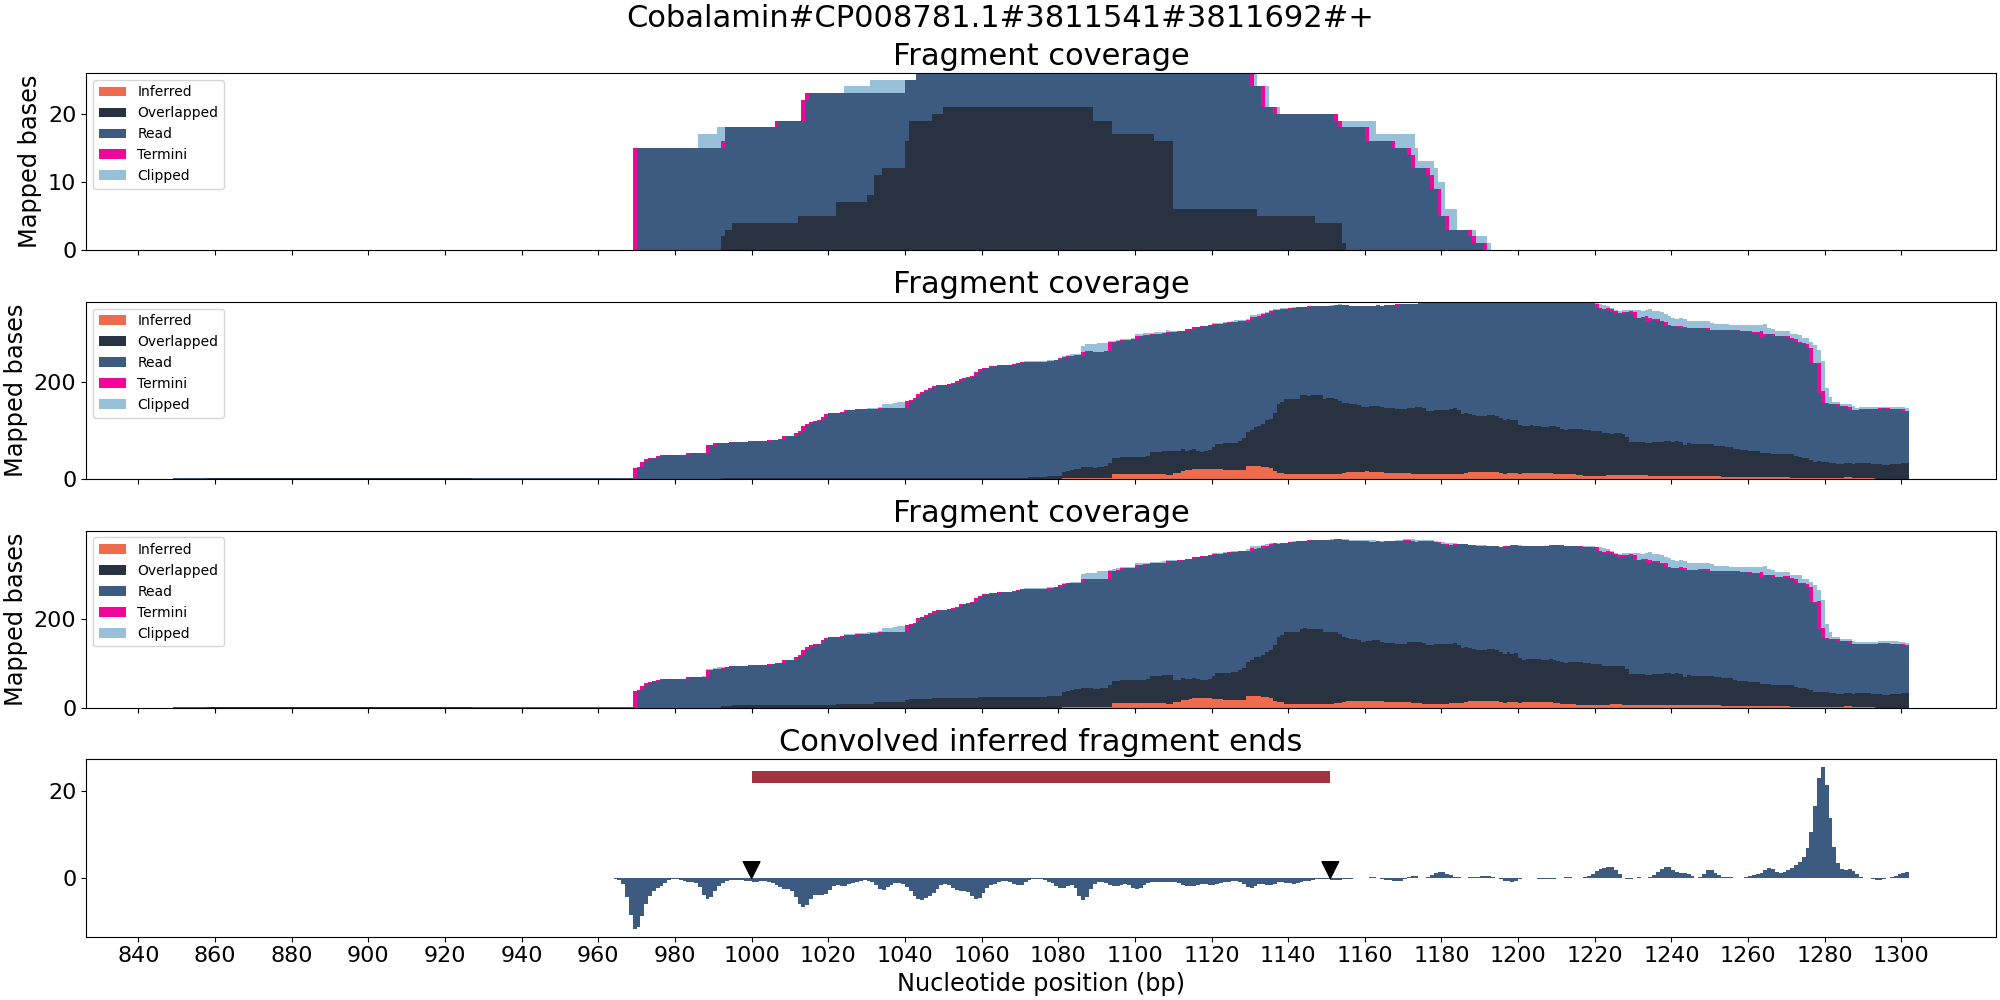 Cobalamin#CP008781.1#3811541#3811692#+
Fragment coverage
Mapped bases
20
10
0
Inferred
Overlapped
Read
Termini
Clipped
Fragment coverage
Mapped bases
200
0
Inferred
Overlapped
Read
Termini
Clipped
Fragment coverage
Mapped bases
200
0
Inferred
Overlapped
Read
Termini
Clipped
Convolved inferred fragment ends
20
0
840 860 880 900 920 940 960 980 1000 1020 1040 1060 1080 1100 1120 1140 1160 1180 1200 1220 1240 1260 1280 1300
Nucleotide position (bp)